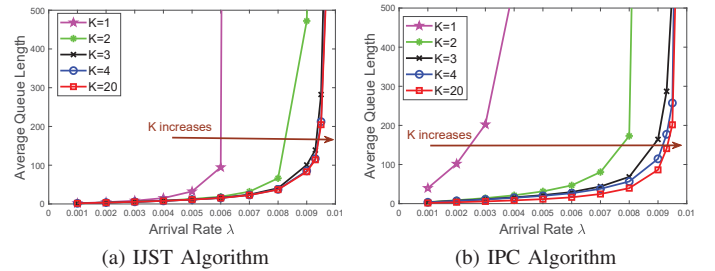 500
400
300
200
100
0
Average Queue Length
K=1
K=2
K=3
K=4
K=20
K increases
0 0.001 0.002 0.003 0.004 0.005 0.006 0.007 0.008 0.009 0.01
Arrival Rate λ
(a) IJST Algorithm
500
400
300
200
100
0
Average Queue Length
K=1
K=2
K=3
K=4
K=20
K increases
0 0.001 0.002 0.003 0.004 0.005 0.006 0.007 0.008 0.009 0.01
Arrival Rate λ
(b) IPC Algorithm